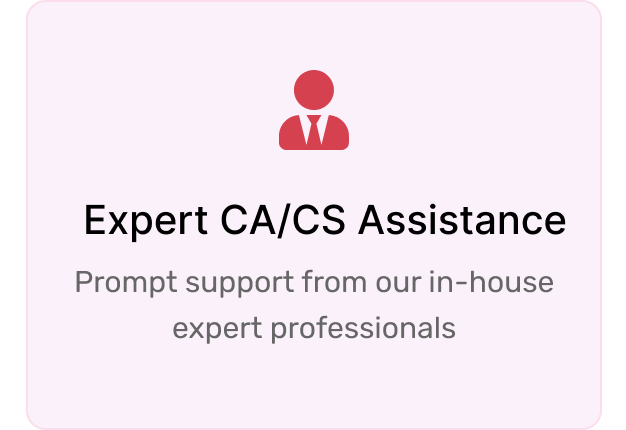 Expert CA/CS Assistance
Prompt support from our in-house
expert professionals